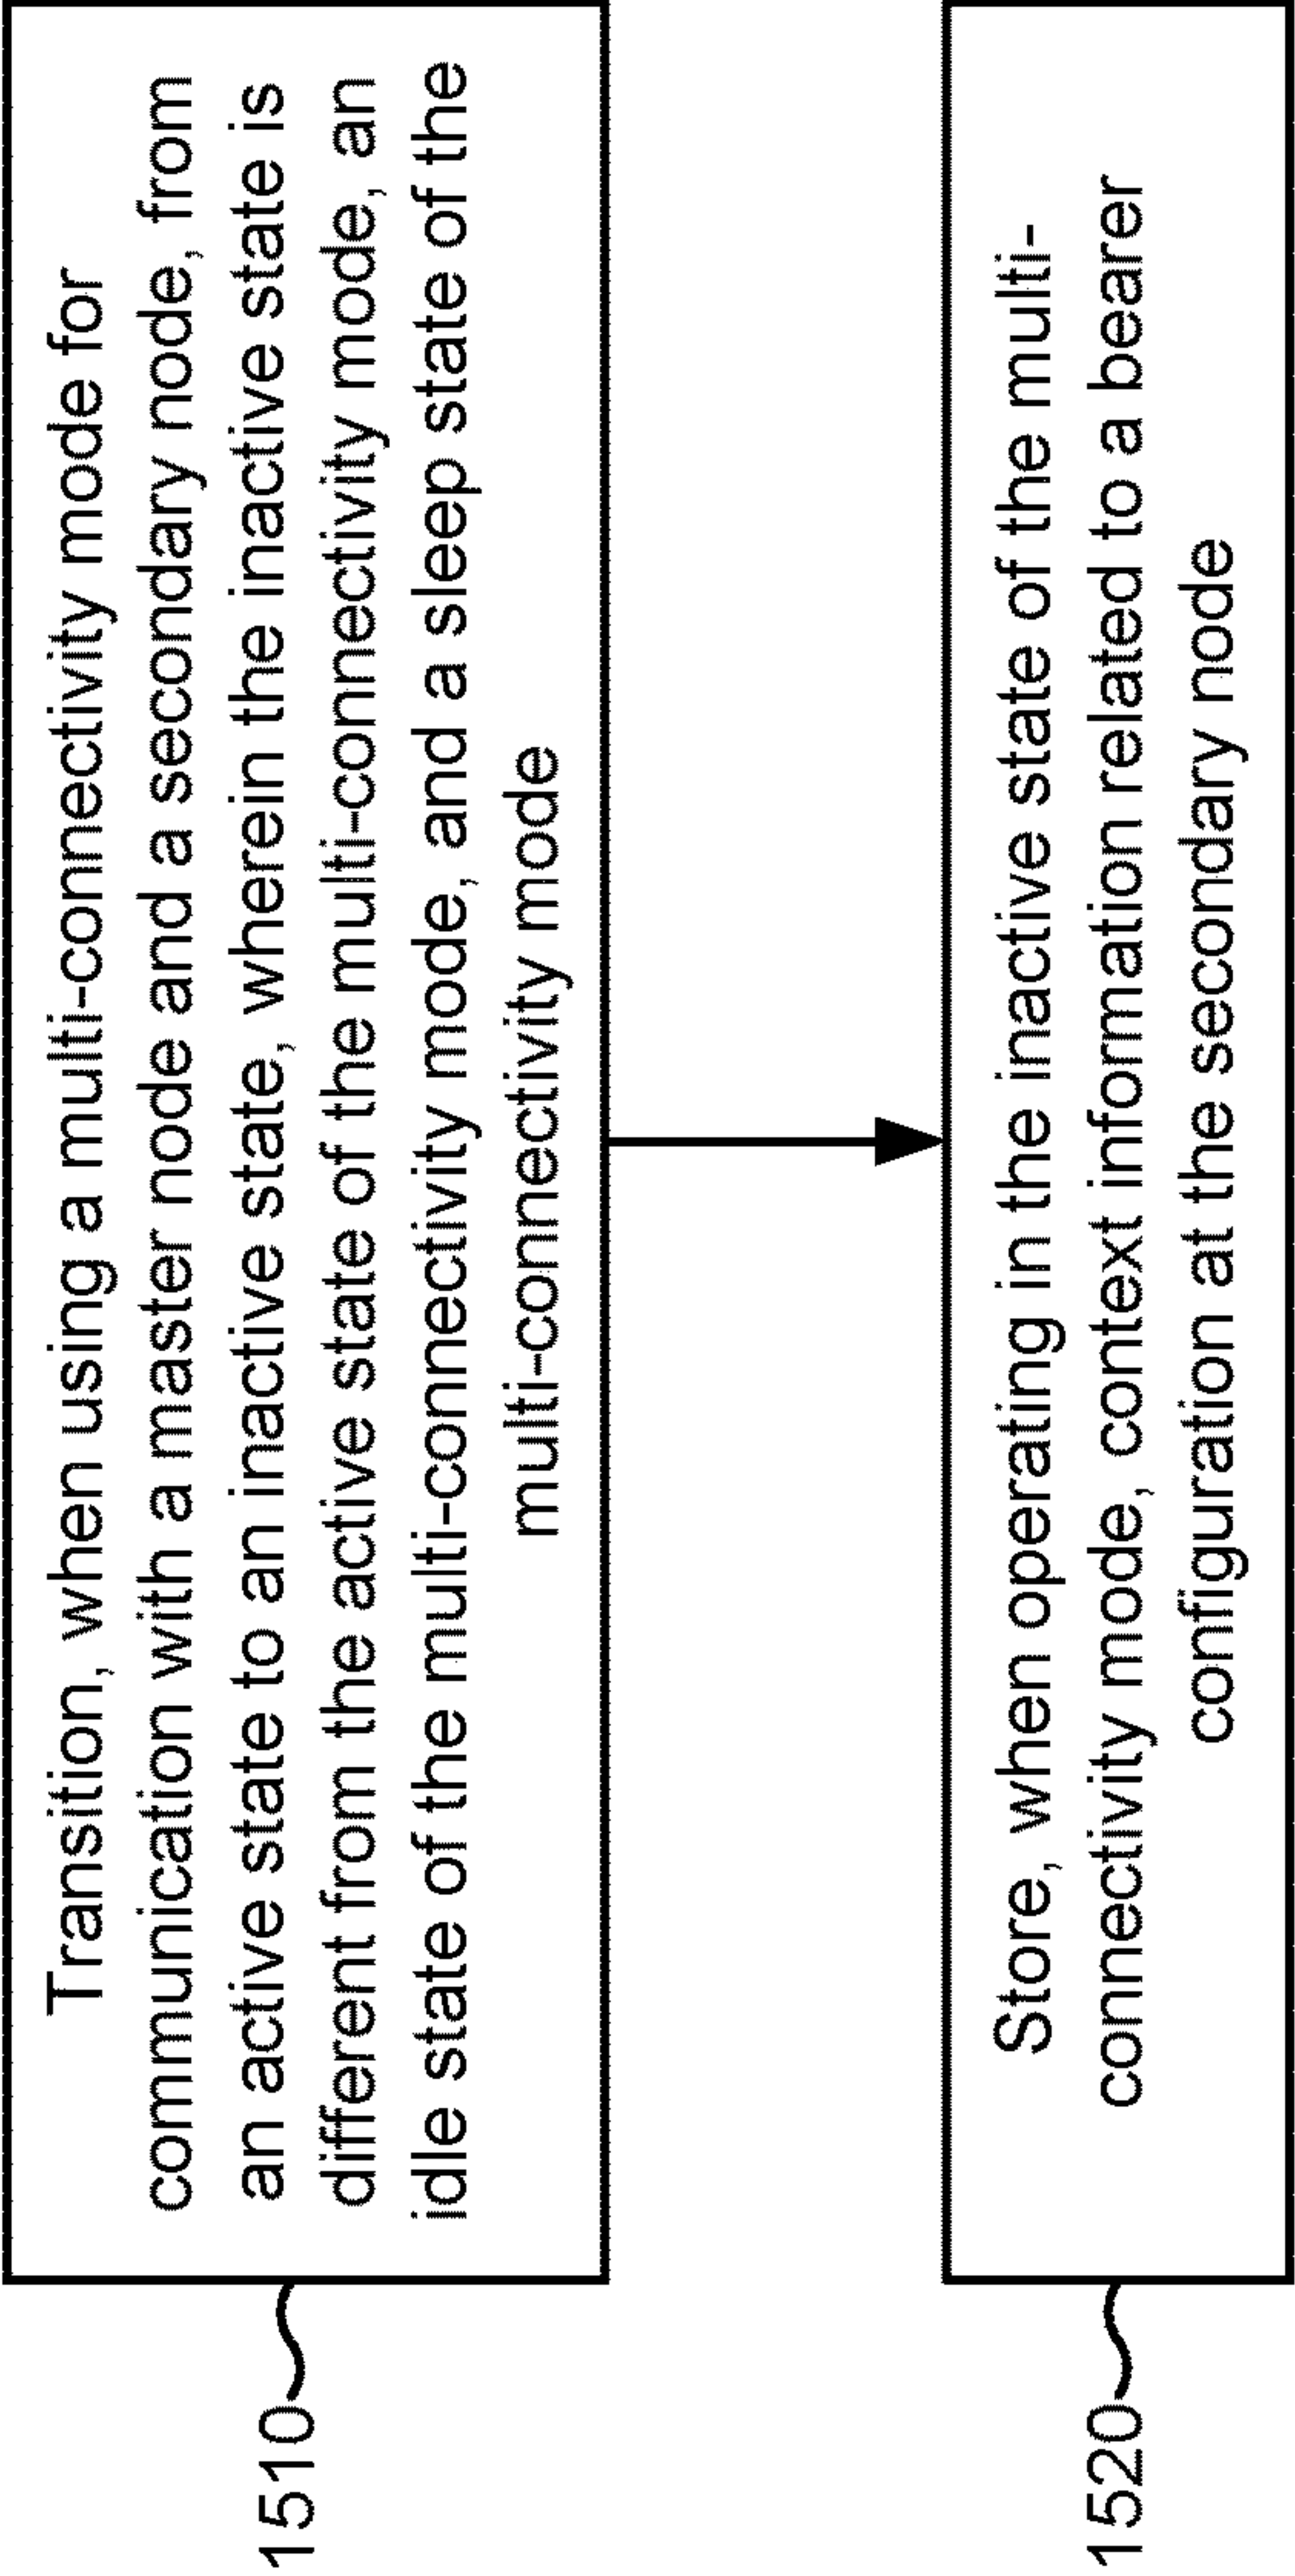 1510
Transition, when using a multi-connectivity mode for
communication with a master node and a secondary node, from
an active state to an inactive state, wherein the inactive state is
different from the active state of the multi-connectivity mode, an
idle state of the multi-connectivity mode, and a sleep state of the
multi-connectivity mode
1520
Store, when operating in the inactive state of the multi-
connectivity mode, context information related to a bearer
configuration at the secondary node